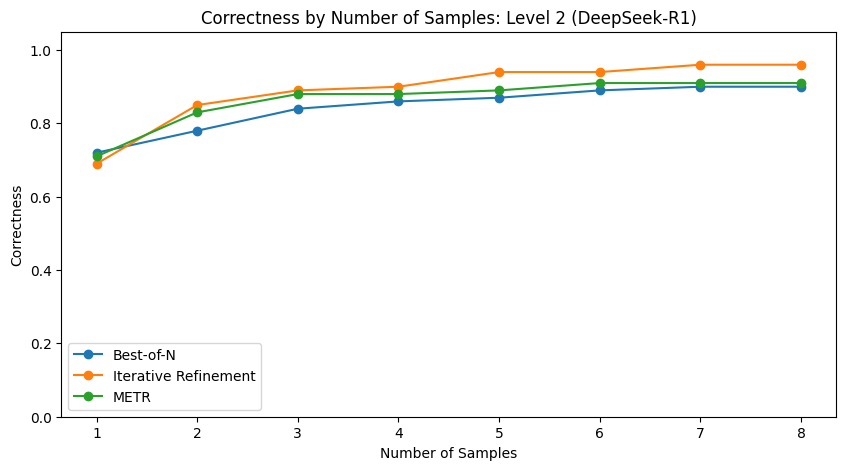 Correctness by Number of Samples: Level 2 (DeepSeek-R1)
Correctness
1.0
0.8
0.6
0.4
0.2
0.0
Best-of-N
Iterative Refinement
METR
1 2 3 4 5 6 7 8
Number of Samples